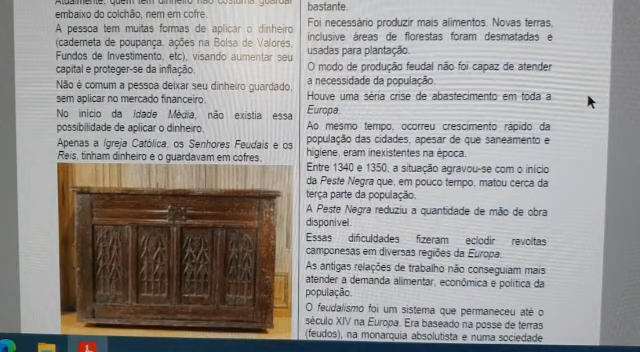 Atualmente, quem tem dinheiro não costuma guardar
embaixo do colchão, nem em cofre.
A pessoa tem muitas formas de aplicar o dinheiro
(caderneta de poupança, ações na Bolsa de Valores,
Fundos de Investimento, etc), visando aumentar seu
capital e proteger-se da inflação.
Não é comum a pessoa deixar seu dinheiro guardado,
sem aplicar no mercado financeiro.
No início da Idade Média, não existia essa
possibilidade de aplicar o dinheiro.
Apenas a Igreja Católica, os Senhores Feudais e os
Reis, tinham dinheiro e o guardavam em cofres.
bastante.
Foi necessário produzir mais alimentos. Novas terras,
inclusive áreas de florestas foram desmatadas e
usadas para plantação.
O modo de produção feudal não foi capaz de atender
a necessidade da população.
Houve uma séria crise de abastecimento em toda a
Europa.
Ao mesmo tempo, ocorreu crescimento rápido da
população das cidades, apesar de que saneamento e
higiene, eram inexistentes na época.
Entre 1340 e 1350, a situação agravou-se com o início
da Peste Negra que, em pouco tempo, matou cerca da
terça parte da população.
A Peste Negra reduziu a quantidade de mão de obra
disponível.
Essas dificuldades fizeram eclodir revoltas
camponesas em diversas regiões da Europa.
As antigas relações de trabalho não conseguiam mais
atender a demanda alimentar, econômica e política da
população.
O feudalismo foi um sistema que permaneceu até o
século XIV na Europa. Era baseado na posse de terras
(feudos), na monarquia absolutista e numa sociedade